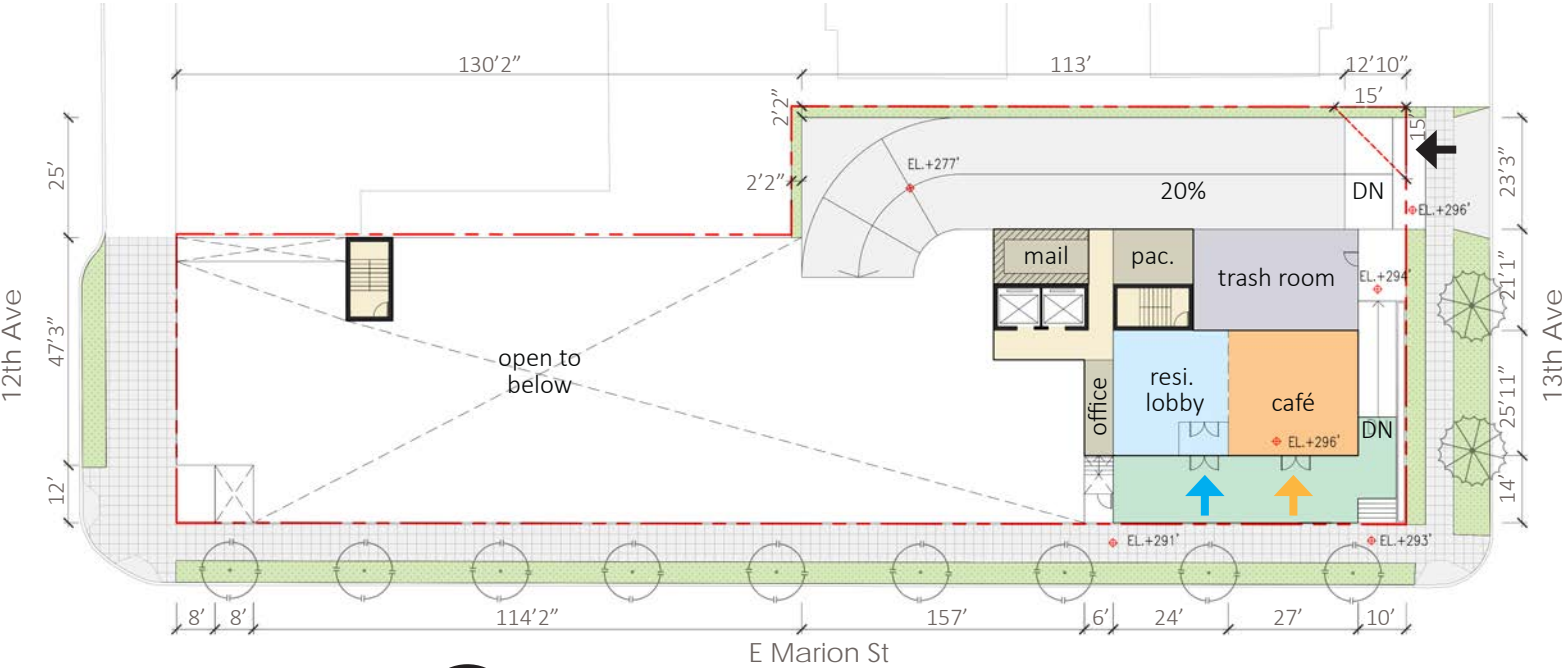 130’2”
113’
12’10”
15’
2’2”
15’
25’
EL.+277'
23’3”
2’2”
20%
DN
EL.+296'
mail
pac.
trash room
EL.+294'
21’1”
12th Ave
47’3”
open to
below
office
resi.
lobby
café
EL.+296'
DN
25’11”
13th Ave
12’
14’
EL.+291'
EL.+293'
8’
8’
114’2”
157’
6’
24’
27’
10’
E Marion St